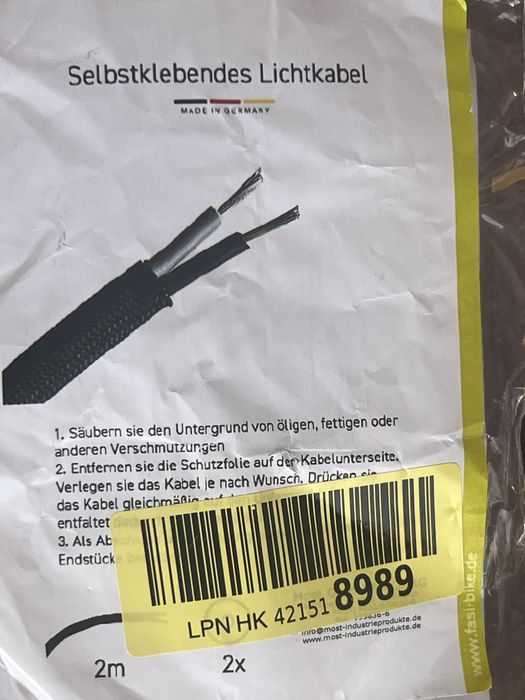 Selbstklebendes Lichtkabel
MADE IN GERMANY
1. Säubern sie den Untergrund von öligen, fettigen oder
anderen Verschmutzungen
2. Entfernen sie die Schutzfolie auf der Kabelunterseite.
Verlegen sie das Kabel je nach Wunsch. Drücken sie
das Kabel gleichmäßig auf den
entfaltet
3. Als
Endstück
LPN HK 42151 8989
info@most-industrieprodukte.de
www.most-industrieprodukte.de
2m 2x
www.fasi-bike.de